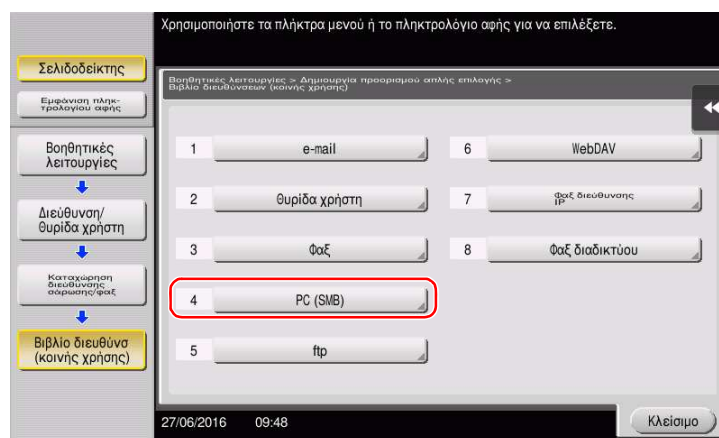 Χρησιμοποιήστε τα πλήκτρα μενού ή το πληκτρολόγιο αφής για να επιλέξετε.
Σελιδοδείκτης
Εμφάνιση πληκ-
τρολογίου αφής
Βοηθητικές
λειτουργίες
Διεύθυνση/
Θυρίδα χρήστη
Καταχώρηση
διεύθυνσης
σάρωσης/φαξ
Βιβλίο διευθύνσ
(κοινής χρήσης)
Βοηθητικές λειτουργίες > Δημιουργία προορισμού απλής επιλογής >
Βιβλίο διευθύνσεων (κοινής χρήσης)
1 e-mail
2 Θυρίδα χρήστη
3 Φαξ
4 PC (SMB)
5 ftp
6 WebDAV
7 Φαξ διεύθυνσης
IP
8 Φαξ διαδικτύου
27/06/2016 09:48
Κλείσιμο